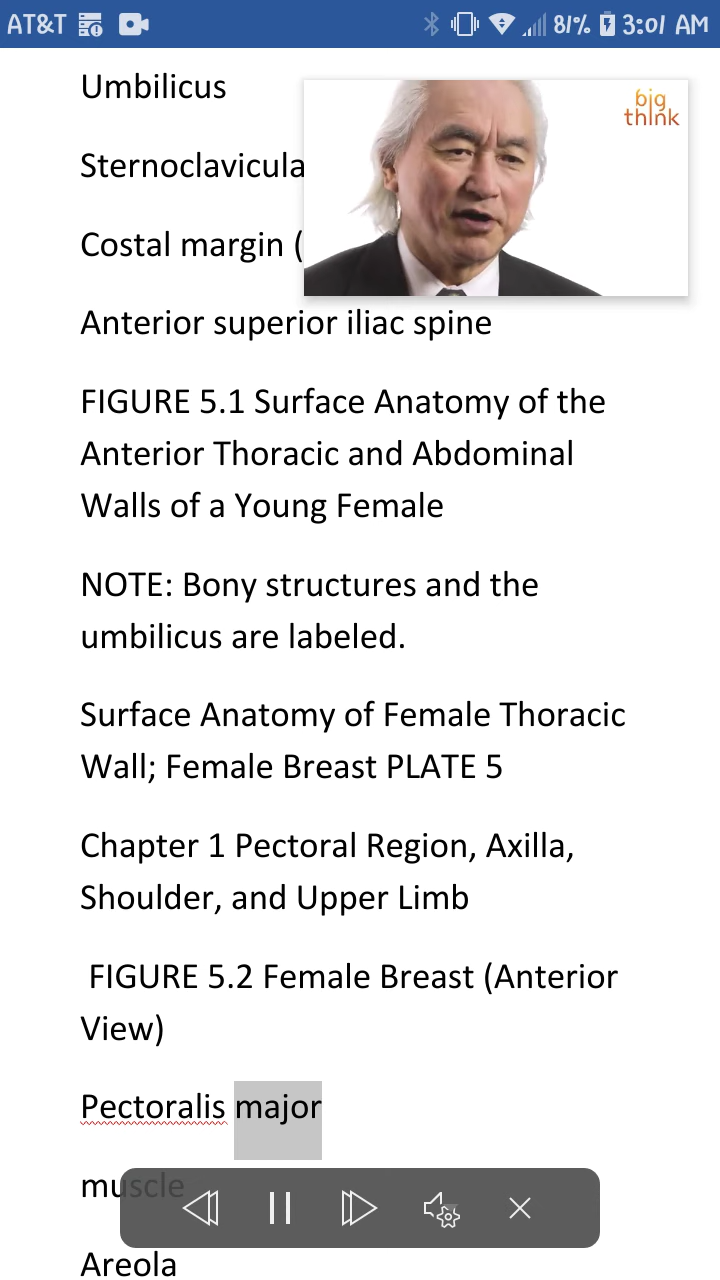 AT&T 81% 3:01 AM
Umbilicus
big
think
Sternoclavicula
Costal margin (
Anterior superior iliac spine
FIGURE 5.1 Surface Anatomy of the
Anterior Thoracic and Abdominal
Walls of a Young Female
NOTE: Bony structures and the
umbilicus are labeled.
Surface Anatomy of Female Thoracic
Wall; Female Breast PLATE 5
Chapter 1 Pectoral Region, Axilla,
Shoulder, and Upper Limb
FIGURE 5.2 Female Breast (Anterior
View)
Pectoralis major
muscle
Areola